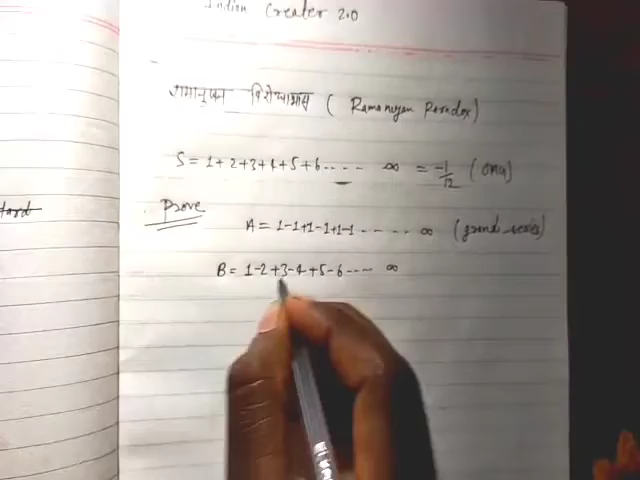 Indian Creater 2.0
रामानुजन विरोधाभास ( Ramanujan Paradox)
S = 1+2+3+4+5+6..... ∞ = -1/12
Prove
A = 1-1+1-1+1-1 - - - - - ∞ (grand series)
B = 1-2+3-4+5-6---- ∞